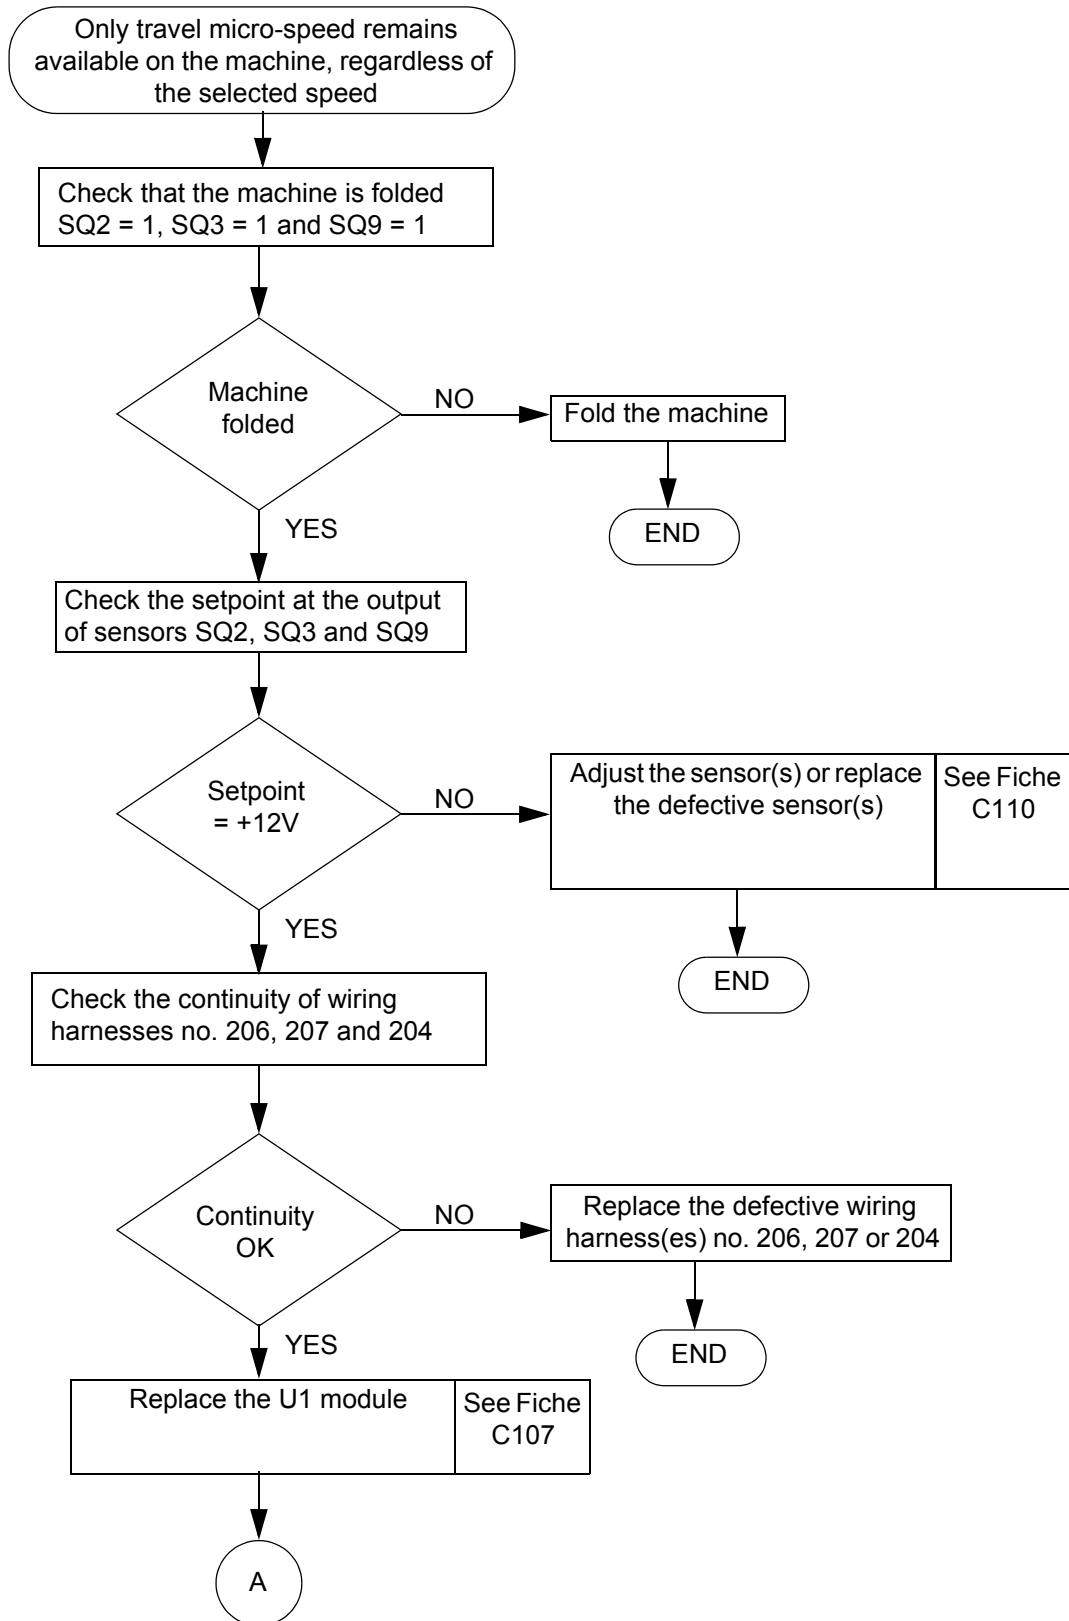 Only travel micro-speed remains
available on the machine, regardless of
the selected speed
Check that the machine is folded
SQ2 = 1, SQ3 = 1 and SQ9 = 1
Machine
folded
NO
Fold the machine
END
YES
Check the setpoint at the output
of sensors SQ2, SQ3 and SQ9
Setpoint
= +12V
NO
Adjust the sensor(s) or replace
the defective sensor(s)
See Fiche
C110
END
YES
Check the continuity of wiring
harnesses no. 206, 207 and 204
Continuity
OK
NO
Replace the defective wiring
harness(es) no. 206, 207 or 204
END
YES
Replace the U1 module
See Fiche
C107
A